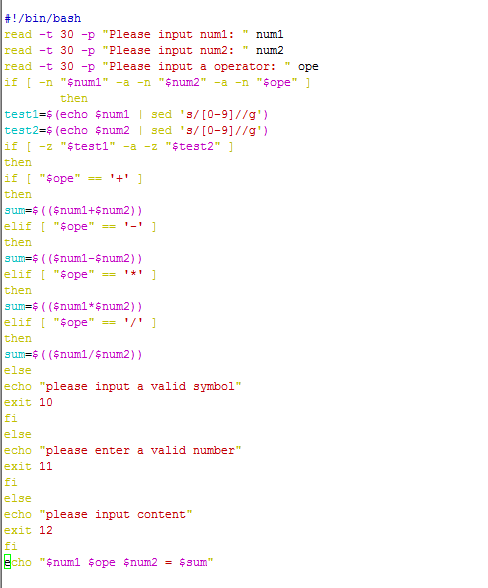 #!/bin/bash
read -t 30 -p "Please input num1: " num1
read -t 30 -p "Please input num2: " num2
read -t 30 -p "Please input a operator: " ope
if [ -n "$num1" -a -n "$num2" -a -n "$ope" ]
        then
test1=$(echo $num1 | sed 's/[0-9]//g')
test2=$(echo $num2 | sed 's/[0-9]//g')
if [ -z "$test1" -a -z "$test2" ]
then
if [ "$ope" == '+' ]
then
sum=$(($num1+$num2))
elif [ "$ope" == '-' ]
then
sum=$(($num1-$num2))
elif [ "$ope" == '*' ]
then
sum=$(($num1*$num2))
elif [ "$ope" == '/' ]
then
sum=$(($num1/$num2))
else
echo "please input a valid symbol"
exit 10
fi
else
echo "please enter a valid number"
exit 11
fi
else
echo "please input content"
exit 12
fi
echo "$num1 $ope $num2 = $sum"